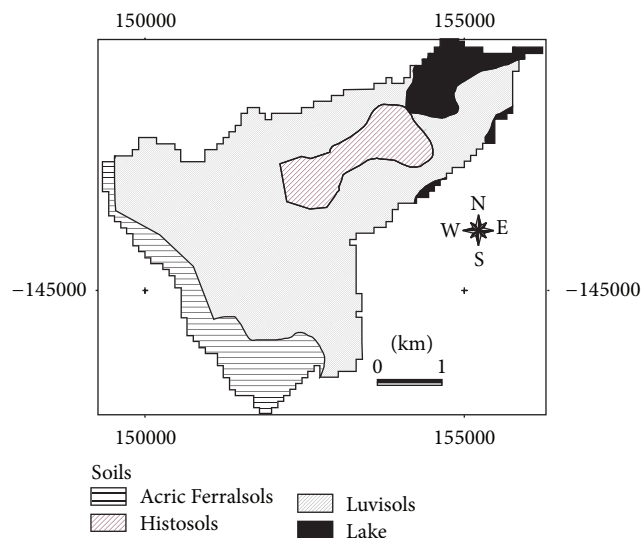 150000 155000
N
W E
S
−145000 −145000
(km)
0 1
150000 155000
Soils
Acric Ferralsols
Histosols
Luvisols
Lake